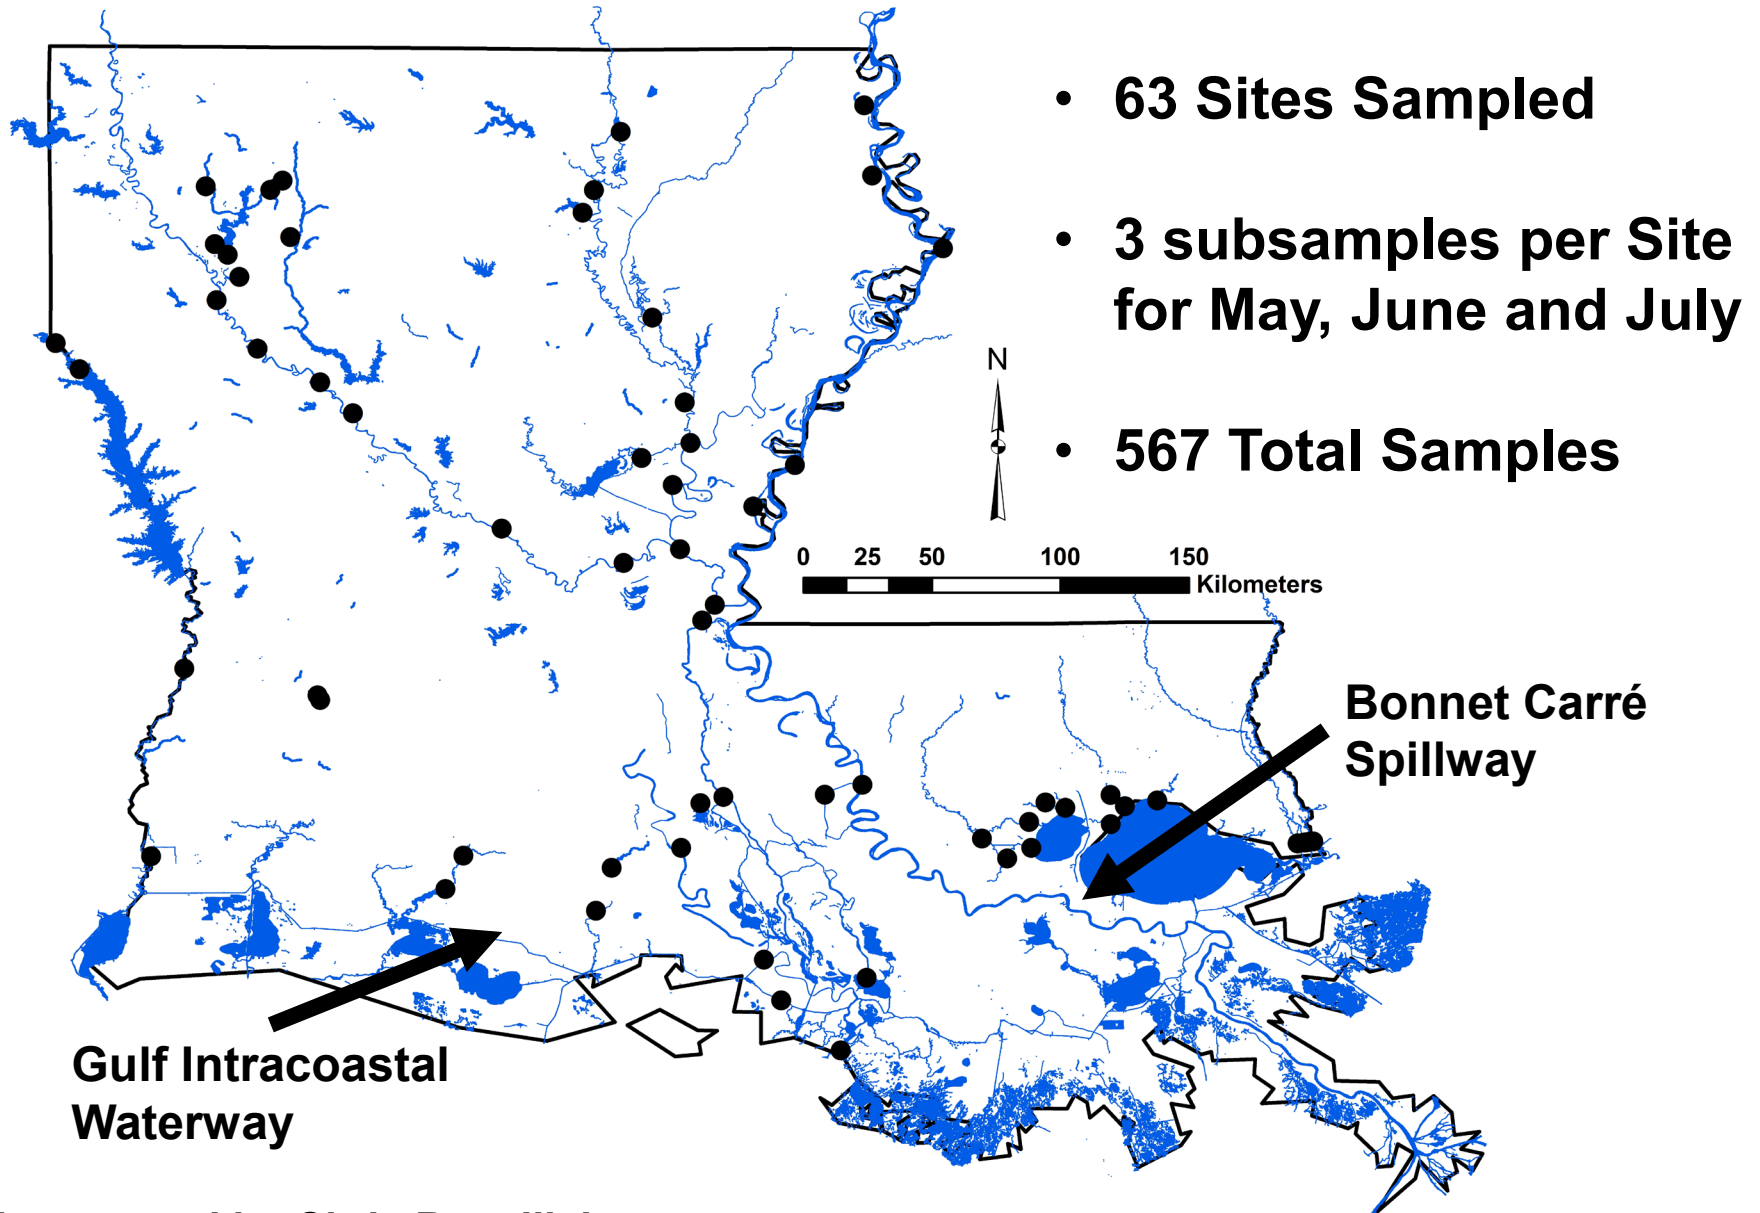 • 63 Sites Sampled
• 3 subsamples per Site
for May, June and July
• 567 Total Samples
N
0 25 50 100 150
Kilometers
Bonnet Carré
Spillway
Gulf Intracoastal
Waterway